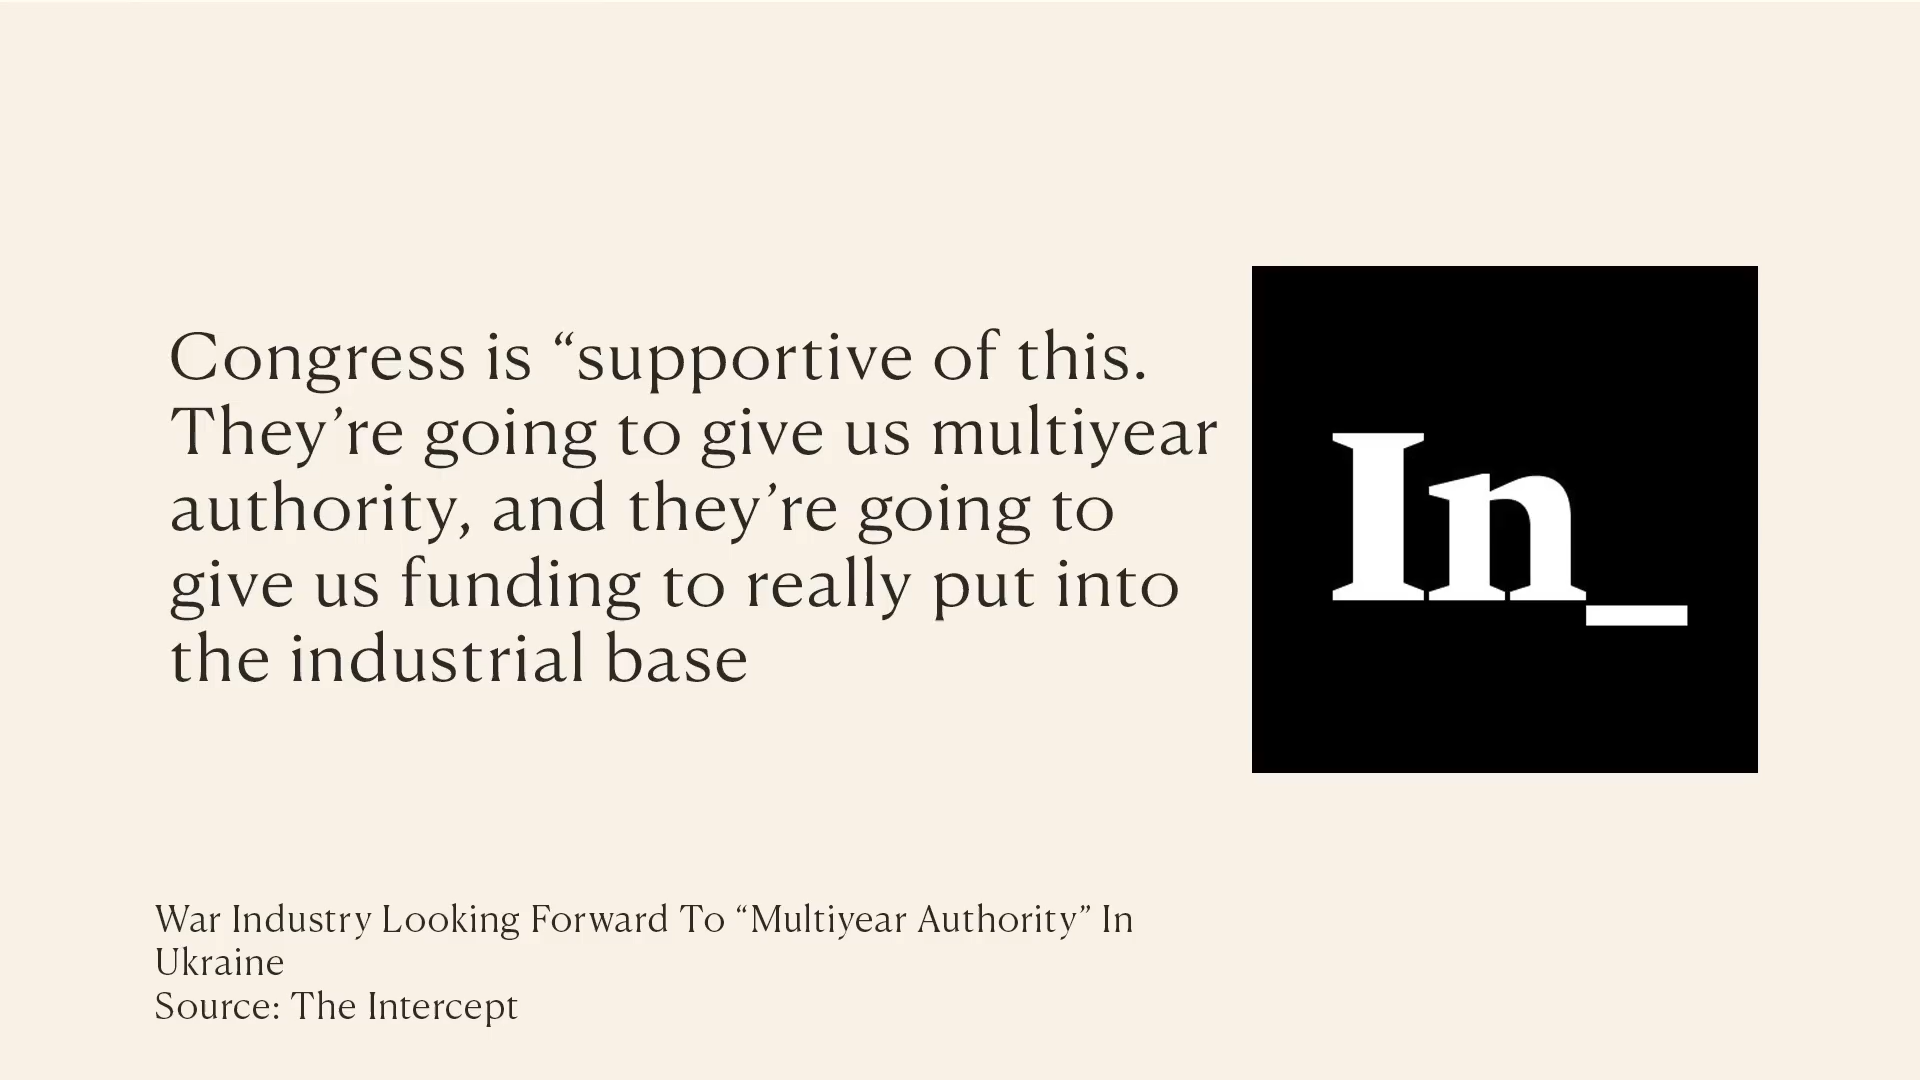 Congress is “supportive of this.
They’re going to give us multiyear
authority, and they’re going to
give us funding to really put into
the industrial base
In_
War Industry Looking Forward To “Multiyear Authority” In
Ukraine
Source: The Intercept